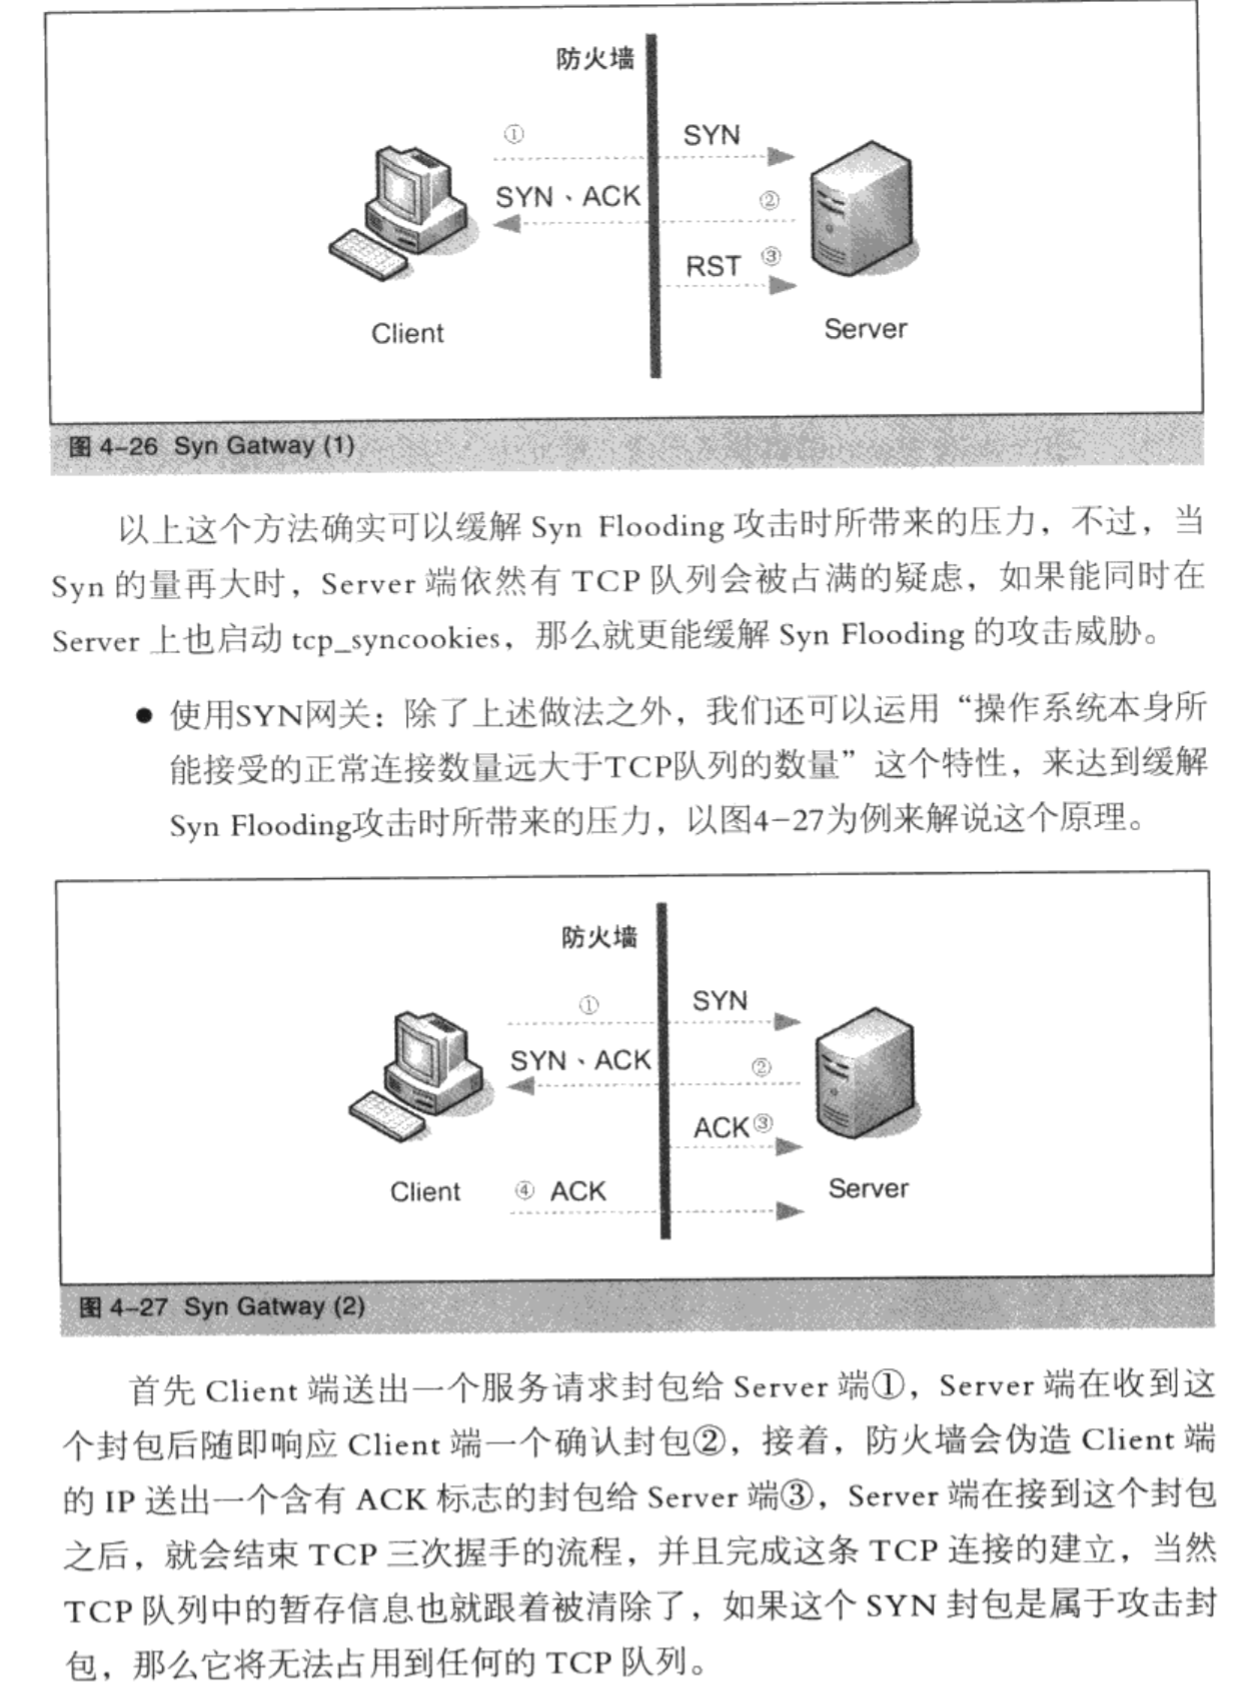 防火墙
① SYN
SYN、ACK ②
RST ③
Client Server
图 4-26 Syn Gatway (1)
以上这个方法确实可以缓解 Syn Flooding 攻击时所带来的压力，不过，当
Syn 的量再大时，Server 端依然有 TCP 队列会被占满的疑虑，如果能同时在
Server 上也启动 tcp_syncookies，那么就更能缓解 Syn Flooding 的攻击威胁。
● 使用SYN网关：除了上述做法之外，我们还可以运用“操作系统本身所
能接受的正常连接数量远大于TCP队列的数量”这个特性，来达到缓解
Syn Flooding攻击时所带来的压力，以图4-27为例来解说这个原理。
防火墙
① SYN
SYN、ACK ②
ACK③
Client ④ ACK Server
图 4-27 Syn Gatway (2)
首先 Client 端送出一个服务请求封包给 Server 端①，Server 端在收到这
个封包后随即响应 Client 端一个确认封包②，接着，防火墙会伪造 Client 端
的 IP 送出一个含有 ACK 标志的封包给 Server 端③，Server 端在接到这个封包
之后，就会结束 TCP 三次握手的流程，并且完成这条 TCP 连接的建立，当然
TCP 队列中的暂存信息也就跟着被清除了，如果这个 SYN 封包是属于攻击封
包，那么它将无法占用到任何的 TCP 队列。